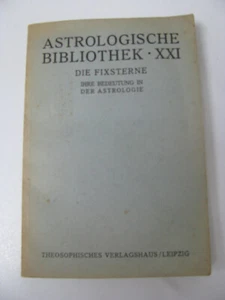 ASTROLOGISCHE
BIBLIOTHEK · XXI
DIE FIXSTERNE
IHRE BEDEUTUNG IN
DER ASTROLOGIE
THEOSOPHISCHES VERLAGSHAUS/LEIPZIG